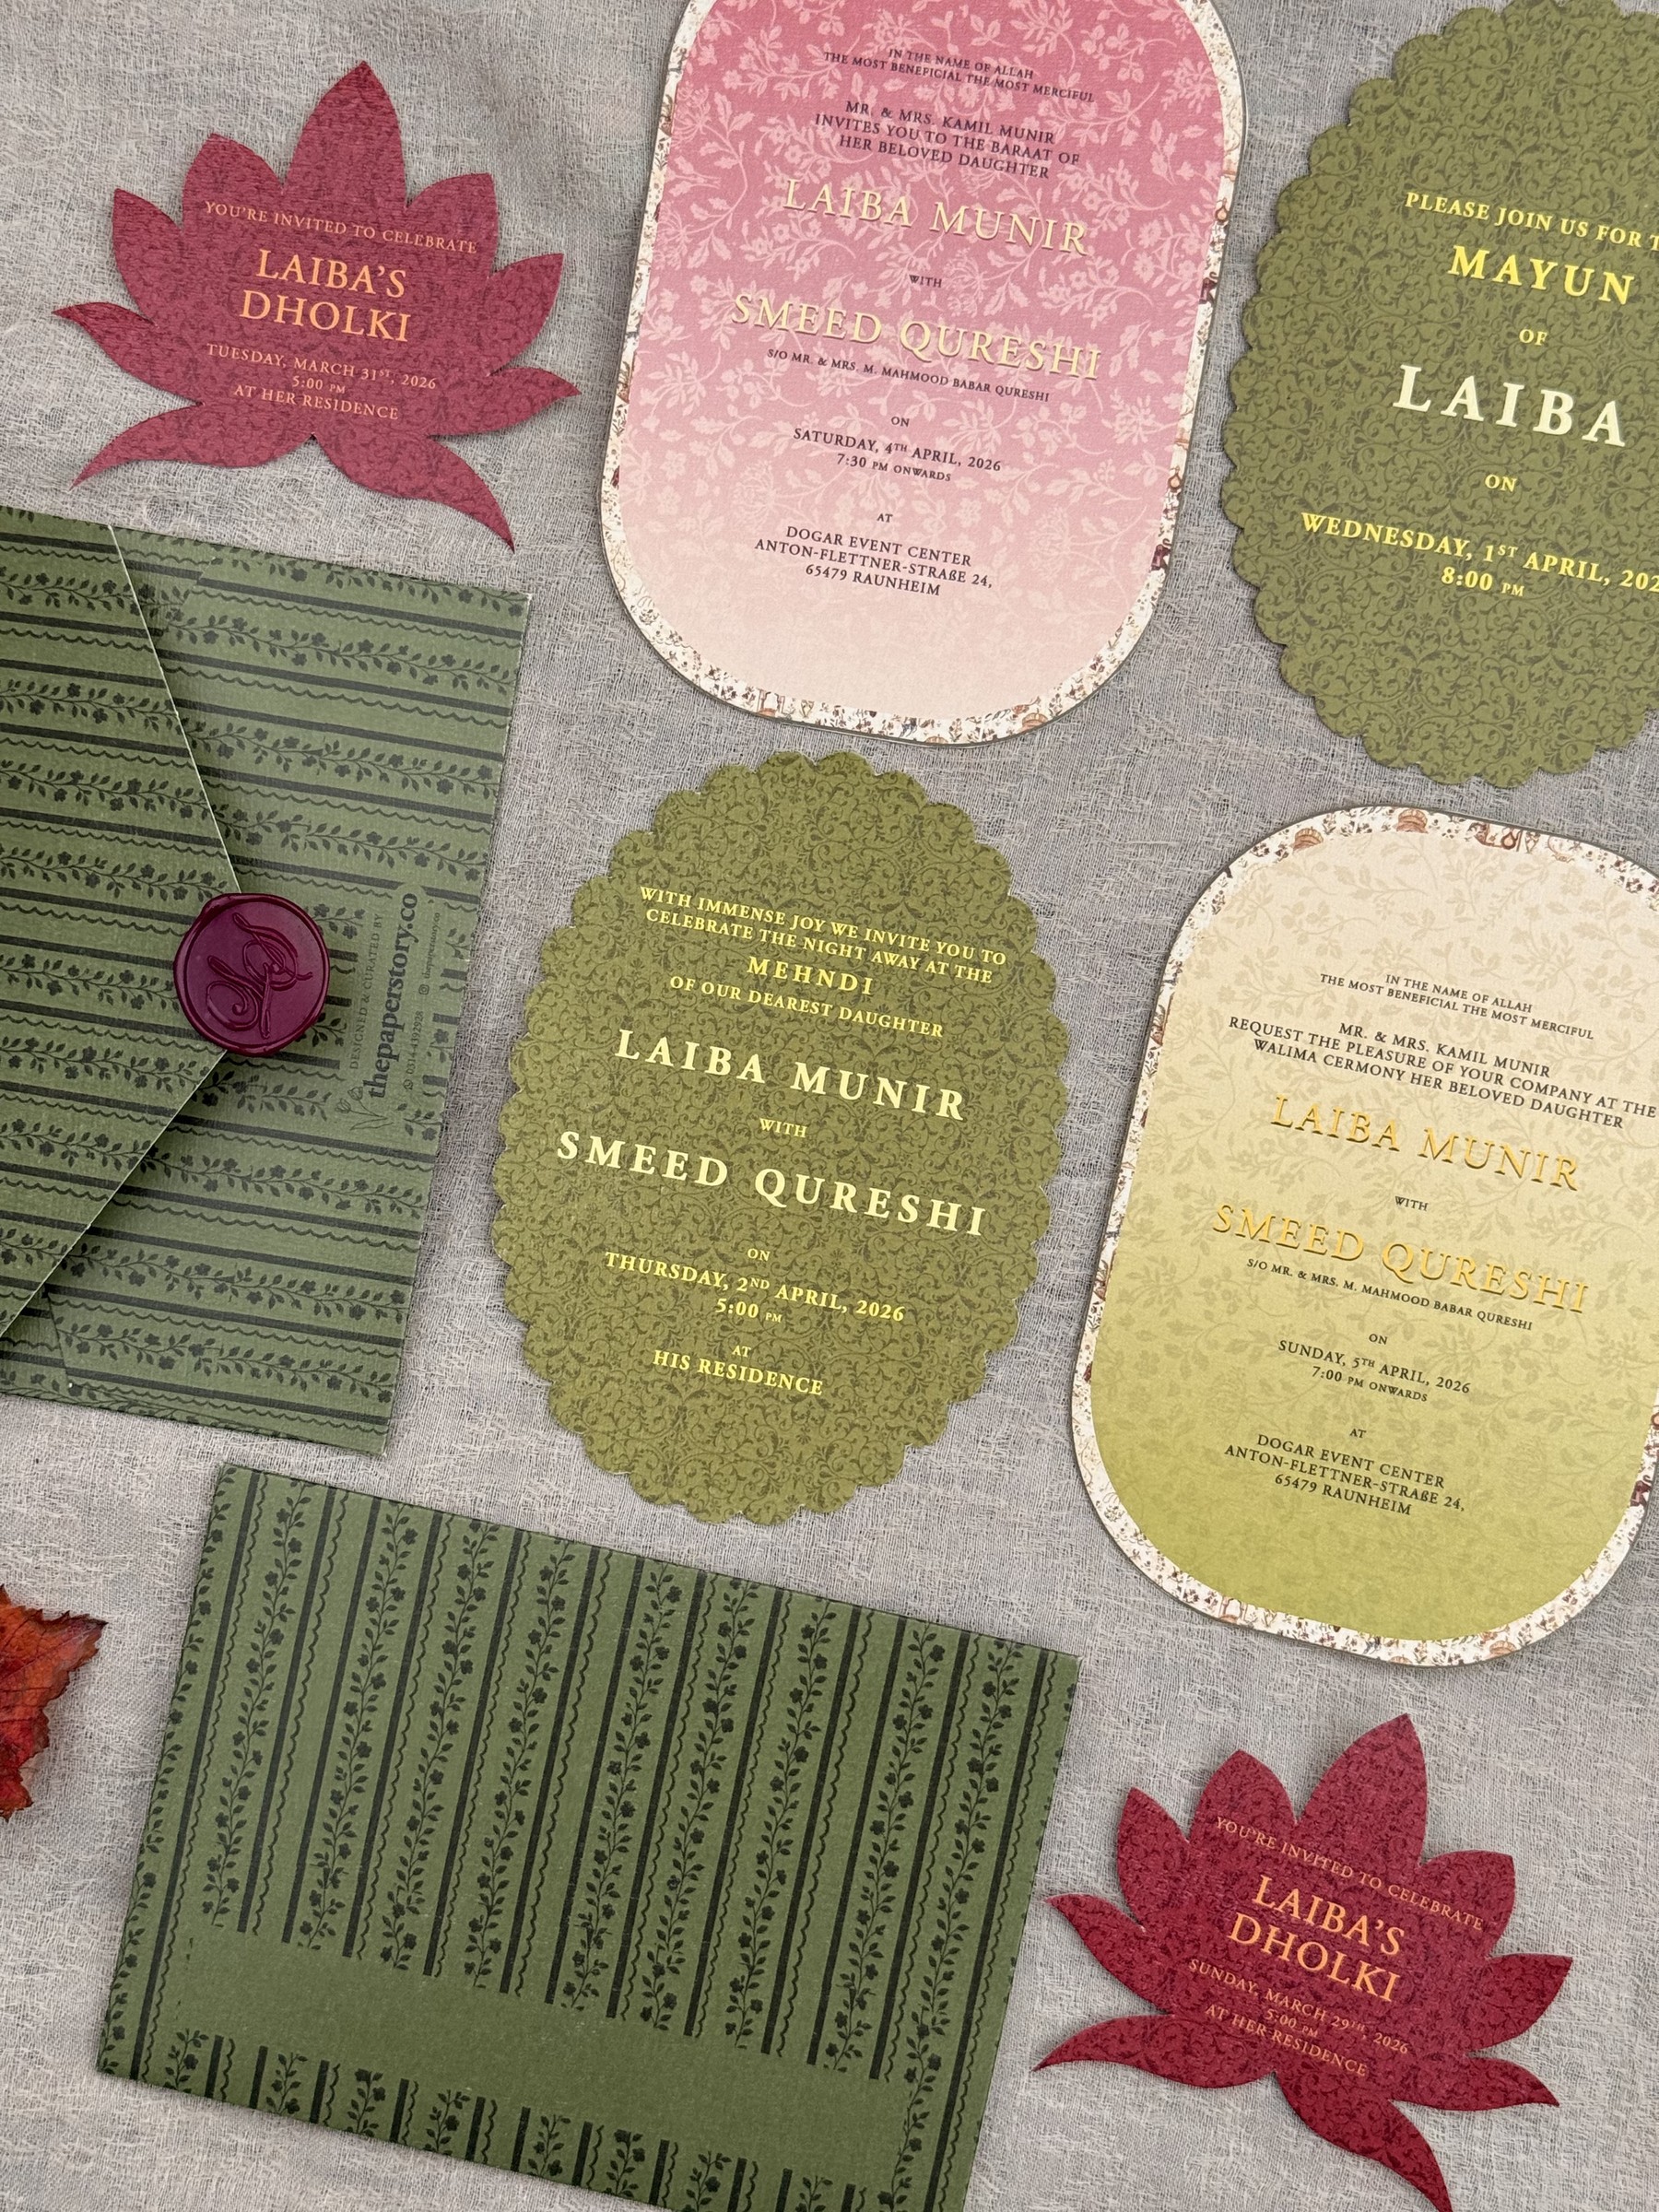 YOU'RE INVITED TO CELEBRATE
LAIBA'S
DHOLKI
TUESDAY, MARCH 31ST, 2026
5:00 PM
AT HER RESIDENCE
IN THE NAME OF ALLAH
THE MOST BENEFICIAL THE MOST MERCIFUL
MR. & MRS. KAMIL MUNIR
INVITES YOU TO THE BARAAT OF
HER BELOVED DAUGHTER
LAIBA MUNIR
WITH
SMEED QURESHI
S/O MR. & MRS. M. MAHMOOD BABAR QURESHI
ON
SATURDAY, 4TH APRIL, 2026
7:30 PM ONWARDS
AT
DOGAR EVENT CENTER
ANTON-FLETTNER-STRAßE 24,
65479 RAUNHEIM
PLEASE JOIN US FOR T
MAYUN
OF
LAIBA
ON
WEDNESDAY, 1ST APRIL, 202
8:00 PM
DESIGNED & CURATED BY
thepaperstory.co
0314 4192928 thepaperstory.co
WITH IMMENSE JOY WE INVITE YOU TO
CELEBRATE THE NIGHT AWAY AT THE
MEHNDI
OF OUR DEAREST DAUGHTER
LAIBA MUNIR
WITH
SMEED QURESHI
ON
THURSDAY, 2ND APRIL, 2026
5:00 PM
AT
HIS RESIDENCE
IN THE NAME OF ALLAH
THE MOST BENEFICIAL THE MOST MERCIFUL
MR. & MRS. KAMIL MUNIR
REQUEST THE PLEASURE OF YOUR COMPANY AT THE
WALIMA CERMONY HER BELOVED DAUGHTER
LAIBA MUNIR
WITH
SMEED QURESHI
S/O MR. & MRS. M. MAHMOOD BABAR QURESHI
ON
SUNDAY, 5TH APRIL, 2026
7:00 PM ONWARDS
AT
DOGAR EVENT CENTER
ANTON-FLETTNER-STRAßE 24,
65479 RAUNHEIM
YOU'RE INVITED TO CELEBRATE
LAIBA'S
DHOLKI
SUNDAY, MARCH 29TH, 2026
5:00 PM
AT HER RESIDENCE